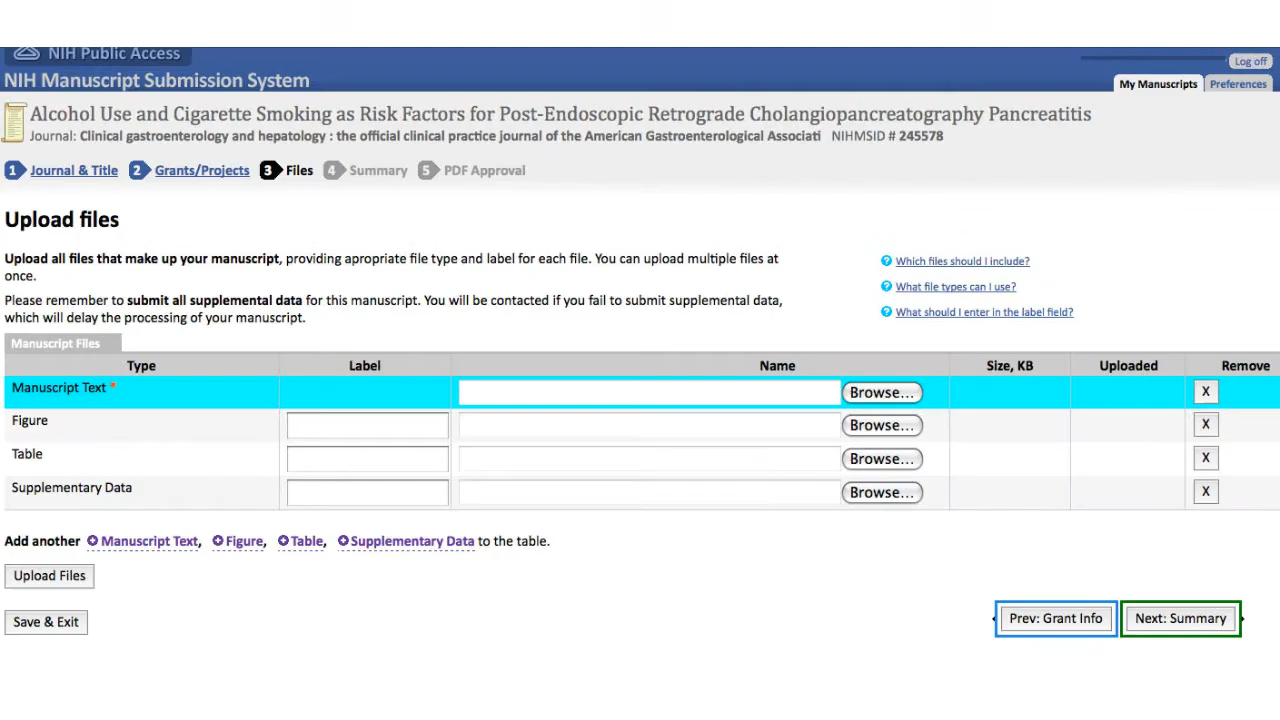 NIH Public Access
NIH Manuscript Submission System
Log off
My Manuscripts Preferences
Alcohol Use and Cigarette Smoking as Risk Factors for Post-Endoscopic Retrograde Cholangiopancreatography Pancreatitis
Journal: Clinical gastroenterology and hepatology : the official clinical practice journal of the American Gastroenterological Associati NIHMSID # 245578
1 Journal & Title 2 Grants/Projects 3 Files 4 Summary 5 PDF Approval
Upload files
Upload all files that make up your manuscript, providing apropriate file type and label for each file. You can upload multiple files at
once.
Please remember to submit all supplemental data for this manuscript. You will be contacted if you fail to submit supplemental data,
which will delay the processing of your manuscript.
? Which files should I include?
? What file types can I use?
? What should I enter in the label field?
Manuscript Files
Type Label Name Size, KB Uploaded Remove
Manuscript Text * Browse... X
Figure Browse... X
Table Browse... X
Supplementary Data Browse... X
Add another Manuscript Text, Figure, Table, Supplementary Data to the table.
Upload Files
Save & Exit
Prev: Grant Info Next: Summary